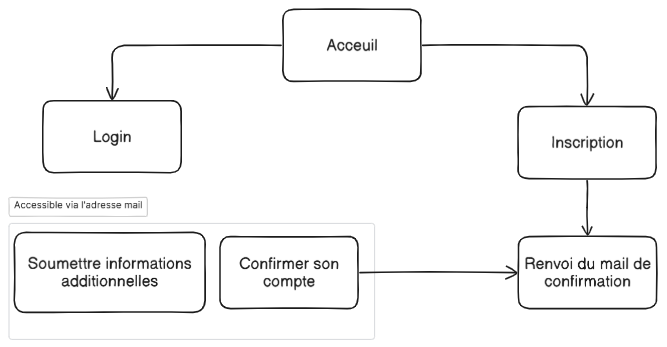 Acceuil
Login
Inscription
Accessible via l'adresse mail
Soumettre informations
additionnelles
Confirmer son
compte
Renvoi du mail de
confirmation